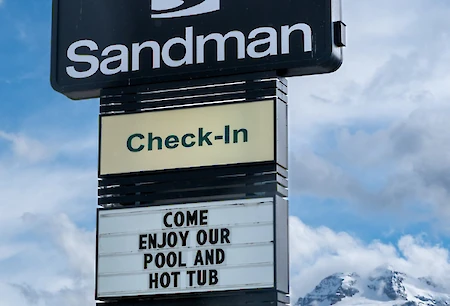 Sandman
Check-In
COME
ENJOY OUR
POOL AND
HOT TUB